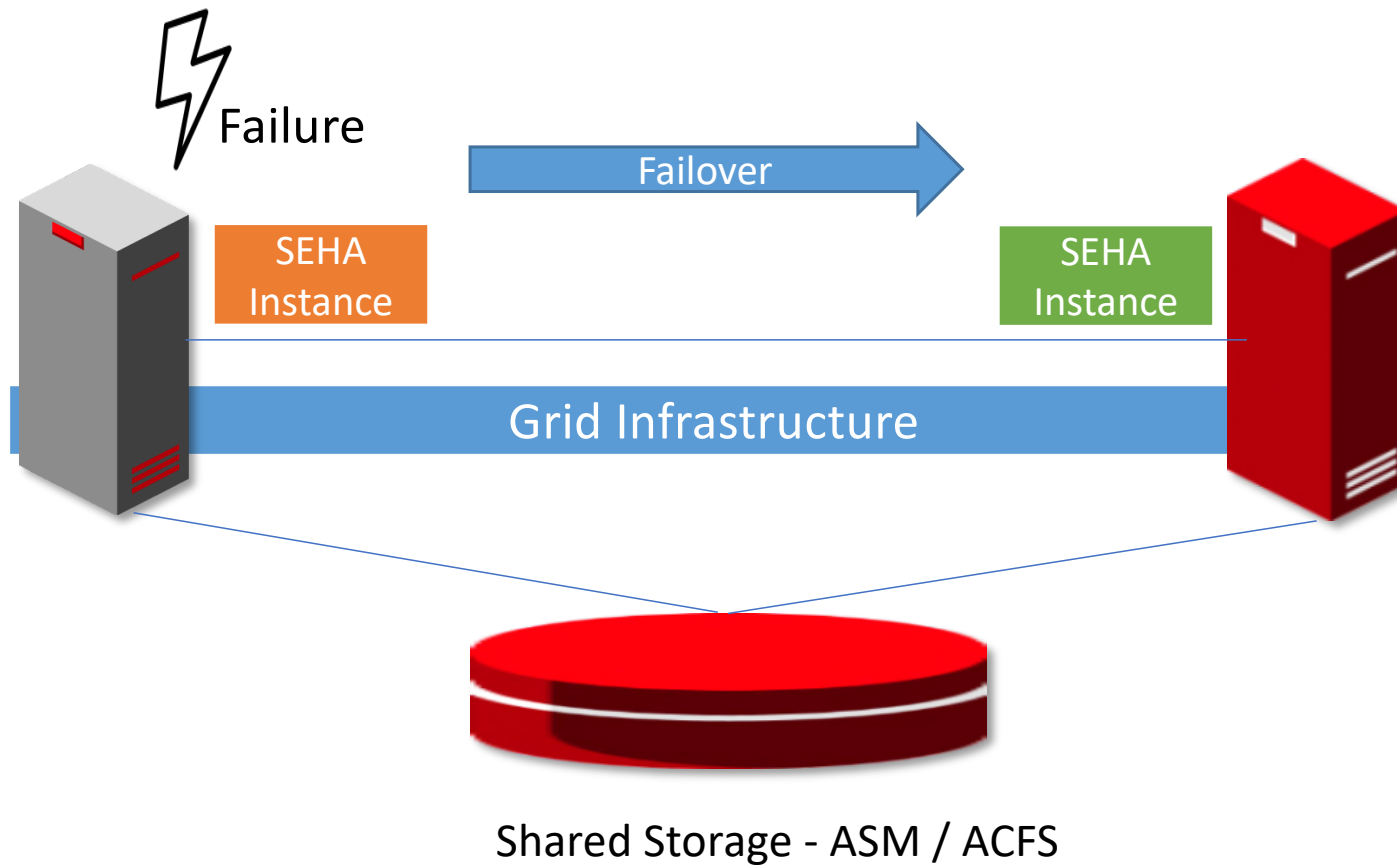 Failure
Failover
SEHA
Instance
SEHA
Instance
Grid Infrastructure
Shared Storage - ASM / ACFS